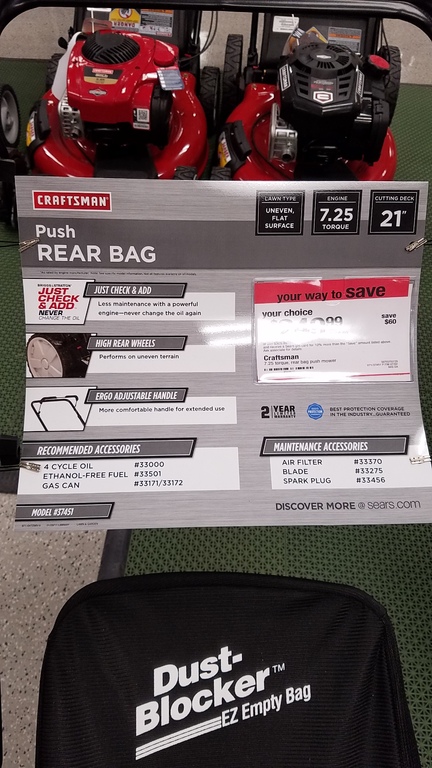 CRAFTSMAN
Push
REAR BAG
LAWN TYPE
UNEVEN,
FLAT
SURFACE
ENGINE
7.25
TORQUE
CUTTING DECK
21"
BRIGGS & STRATTON
JUST
CHECK
& ADD
NEVER
CHANGE THE OIL
JUST CHECK & ADD
Less maintenance with a powerful
engine—never change the oil again
HIGH REAR WHEELS
Performs on uneven terrain
ERGO ADJUSTABLE HANDLE
More comfortable handle for extended use
your way to save
your choice
save
$60
Craftsman
7.25 torque, rear bag push mower
2 YEAR
BEST PROTECTION COVERAGE
IN THE INDUSTRY...GUARANTEED
RECOMMENDED ACCESSORIES
4 CYCLE OIL #33000
ETHANOL-FREE FUEL #33501
GAS CAN #33171/33172
MAINTENANCE ACCESSORIES
AIR FILTER #33370
BLADE #33275
SPARK PLUG #33456
MODEL #37451
DISCOVER MORE @ sears.com
Dust-
Blocker™
EZ Empty Bag